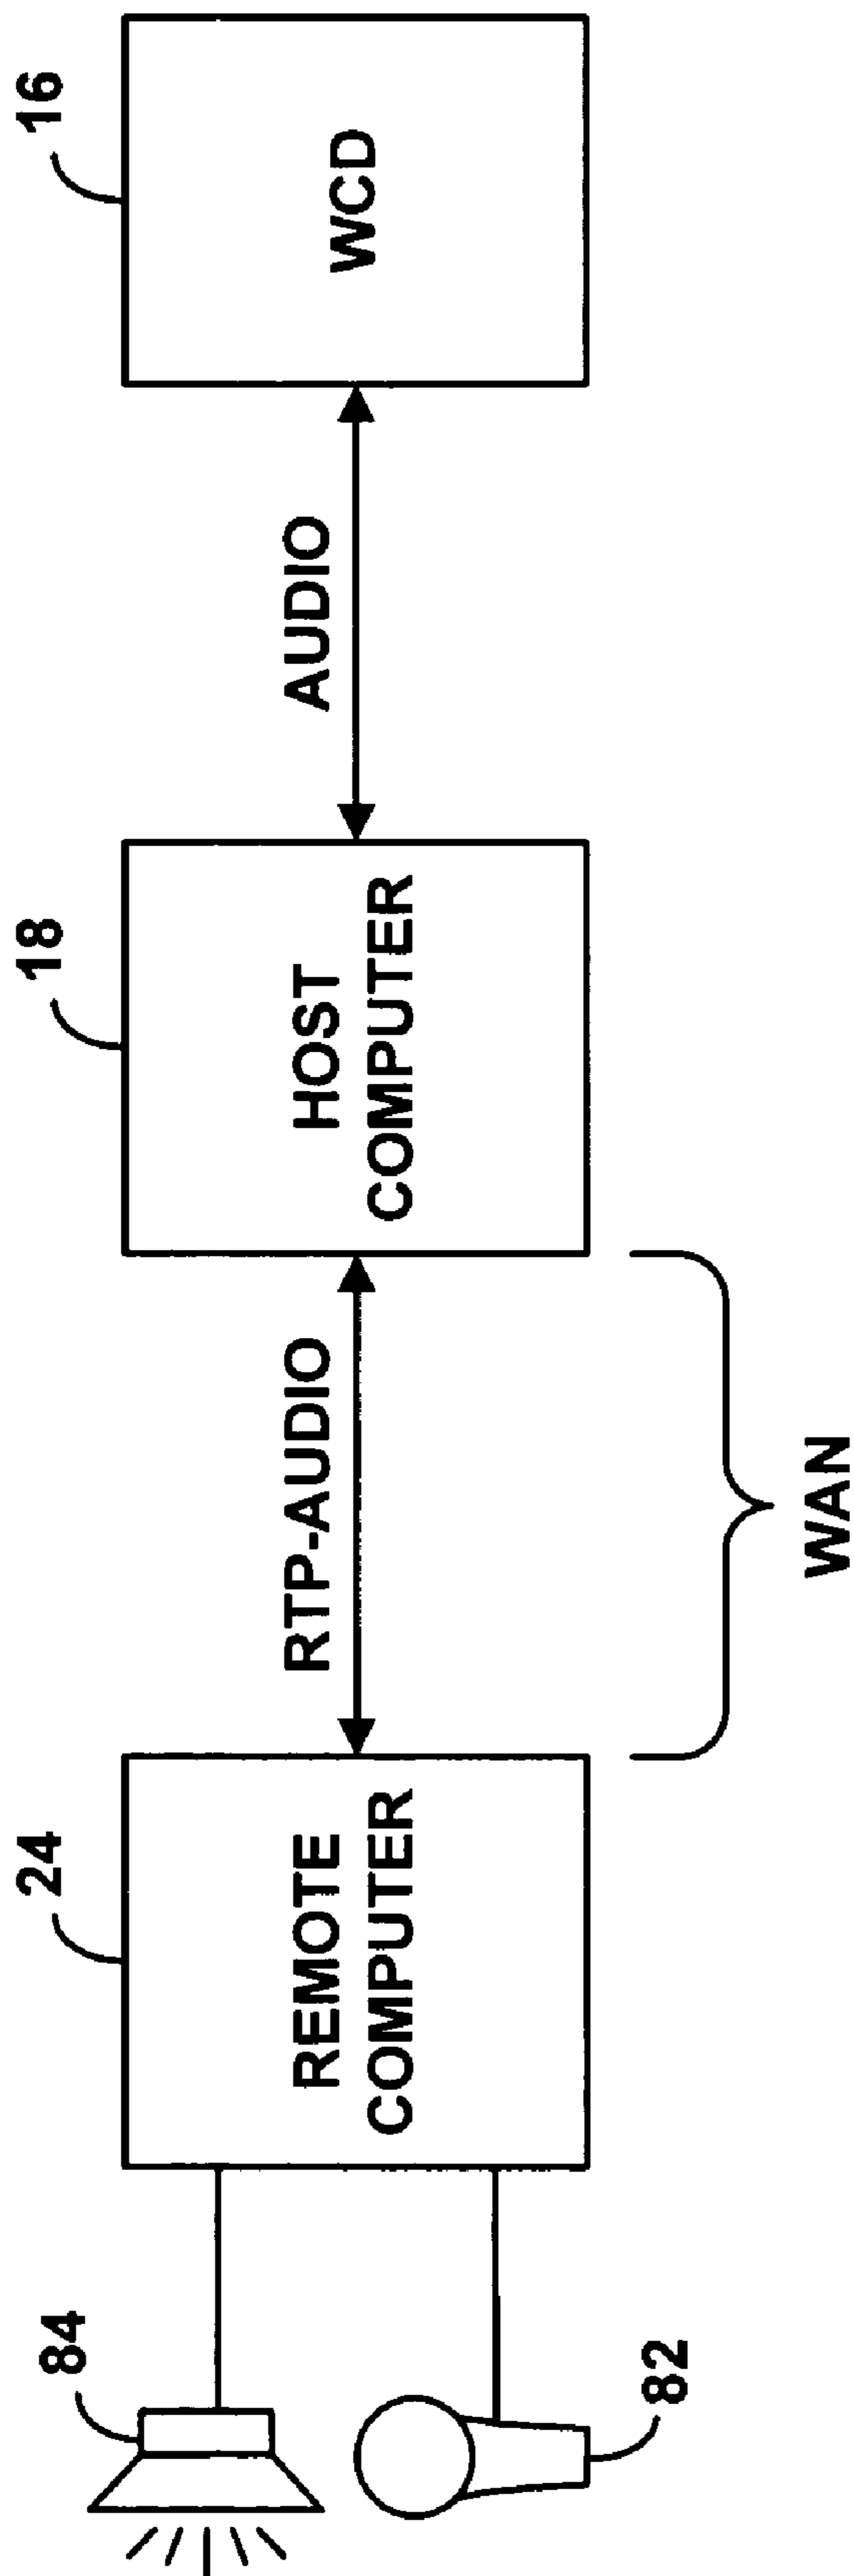 84
24
18
16
REMOTE
COMPUTER
RTP-AUDIO
HOST
COMPUTER
AUDIO
WCD
82
WAN